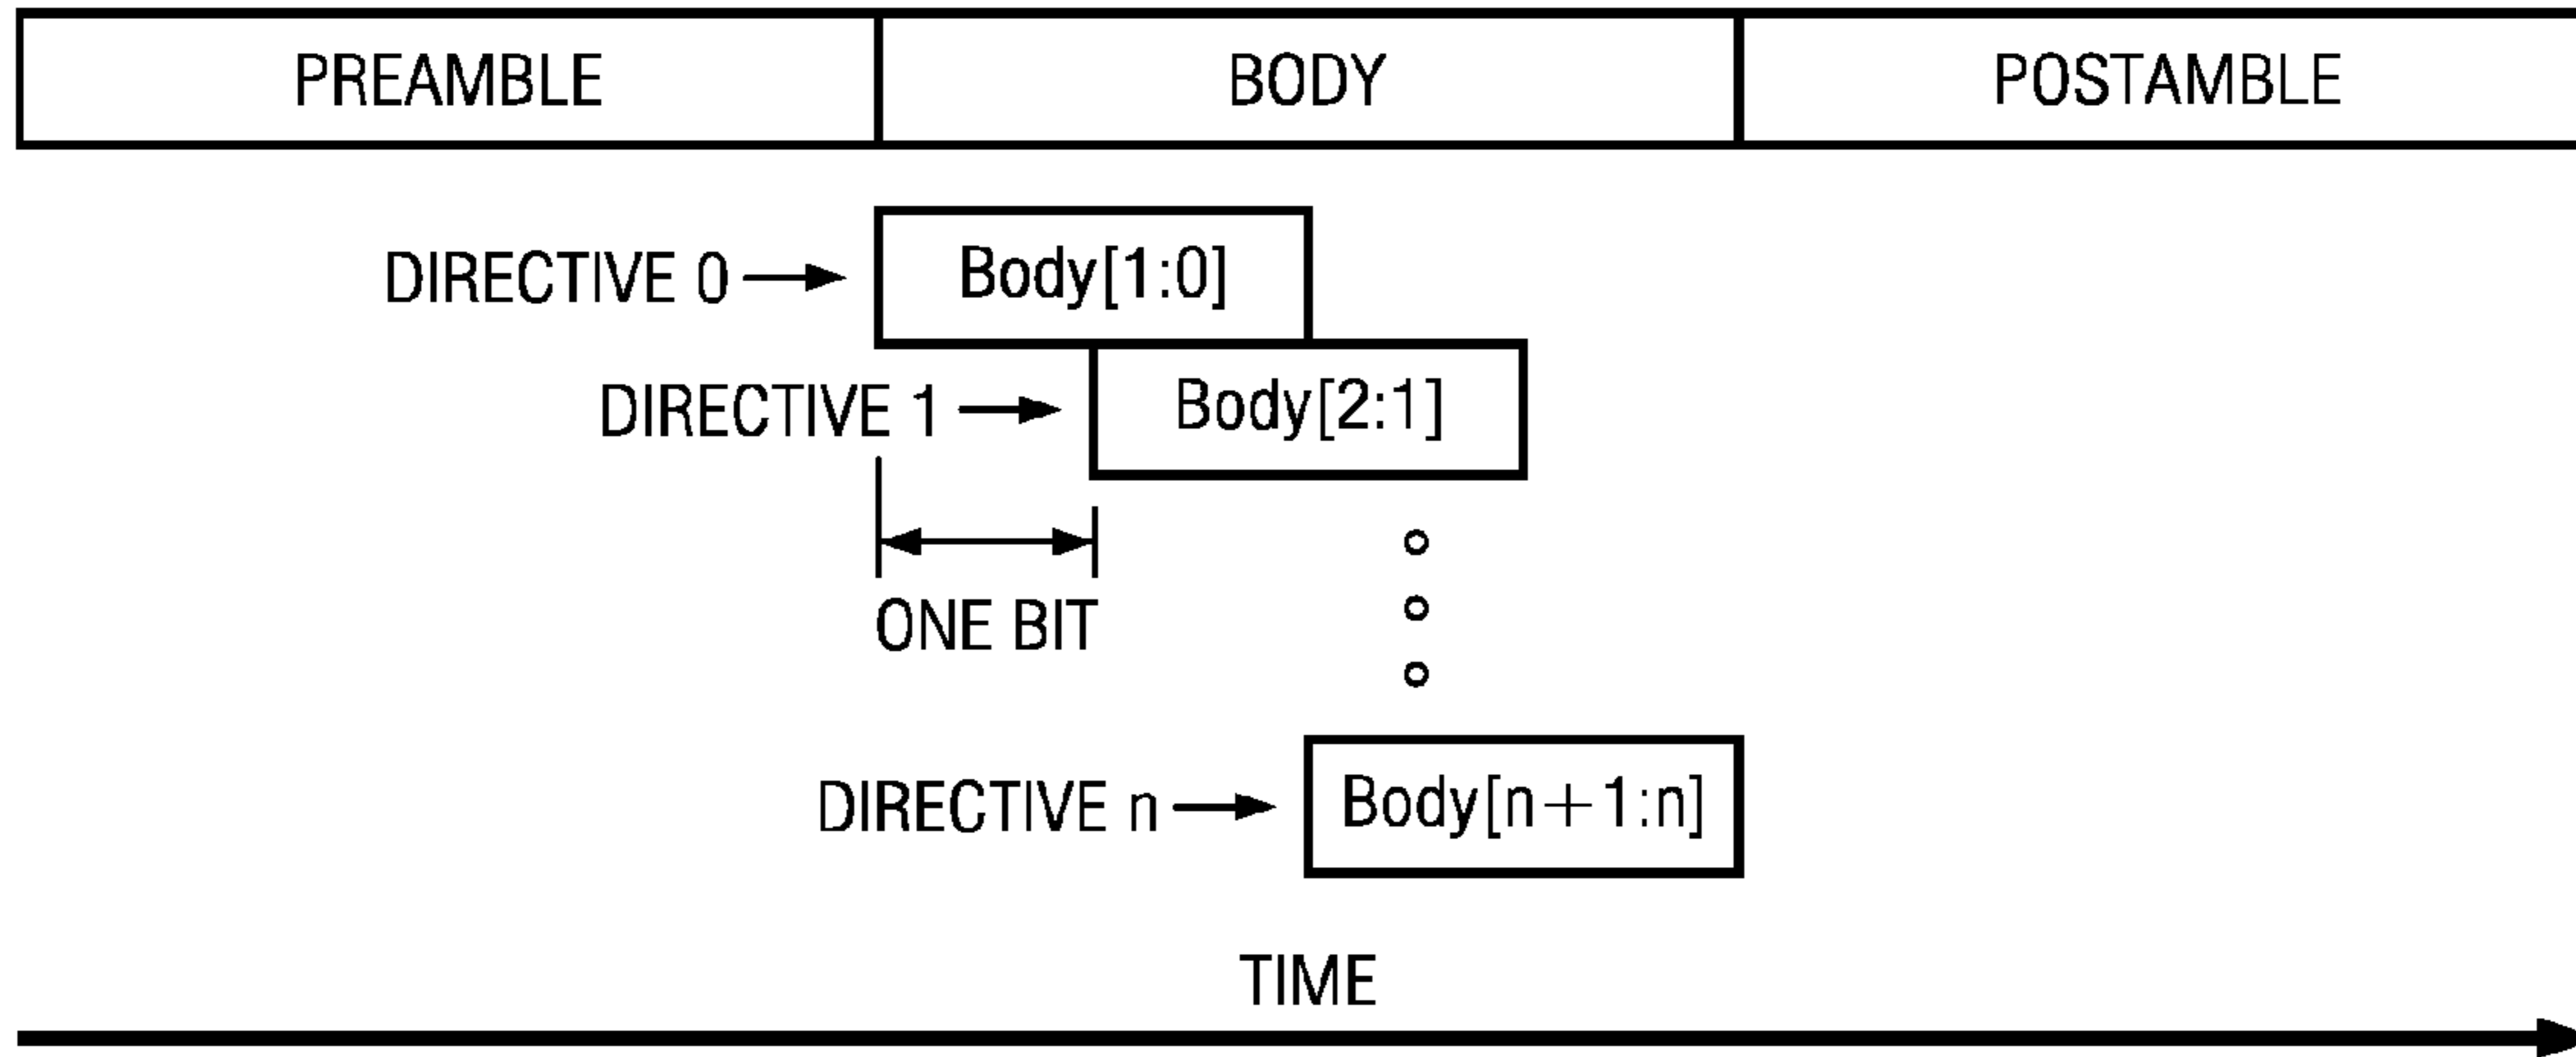 PREAMBLE BODY POSTAMBLE
DIRECTIVE 0 Body[1:0]
DIRECTIVE 1 Body[2:1]
ONE BIT
DIRECTIVE n Body[n+1:n]
TIME